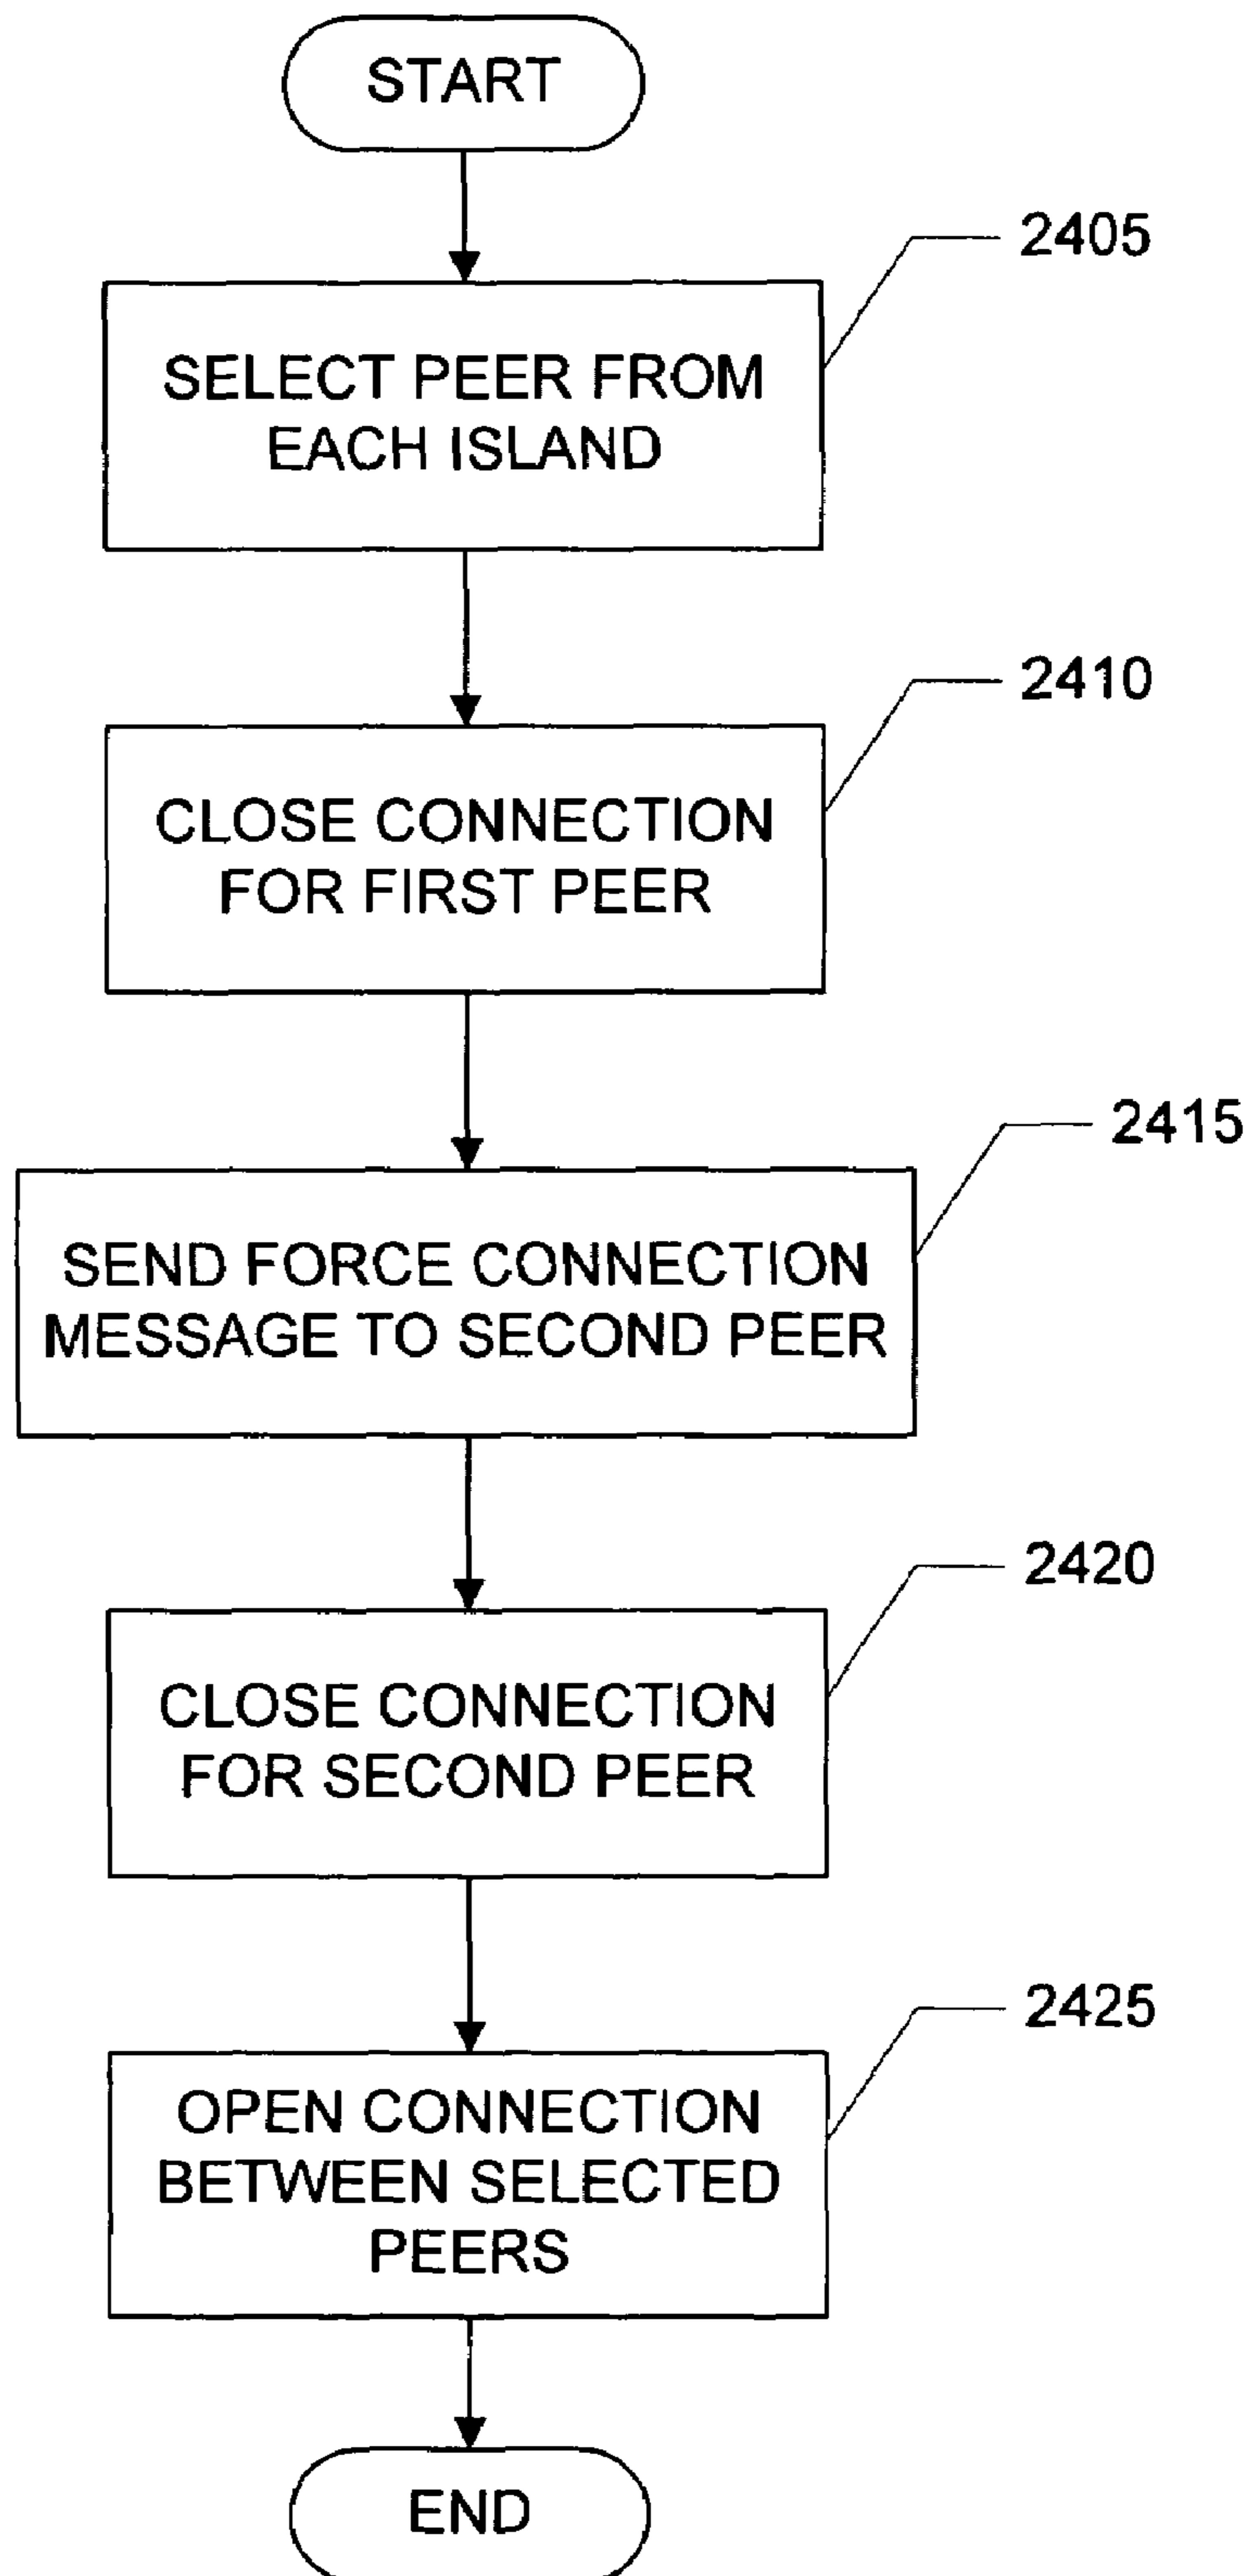 START
2405
SELECT PEER FROM
EACH ISLAND
2410
CLOSE CONNECTION
FOR FIRST PEER
2415
SEND FORCE CONNECTION
MESSAGE TO SECOND PEER
2420
CLOSE CONNECTION
FOR SECOND PEER
2425
OPEN CONNECTION
BETWEEN SELECTED
PEERS
END